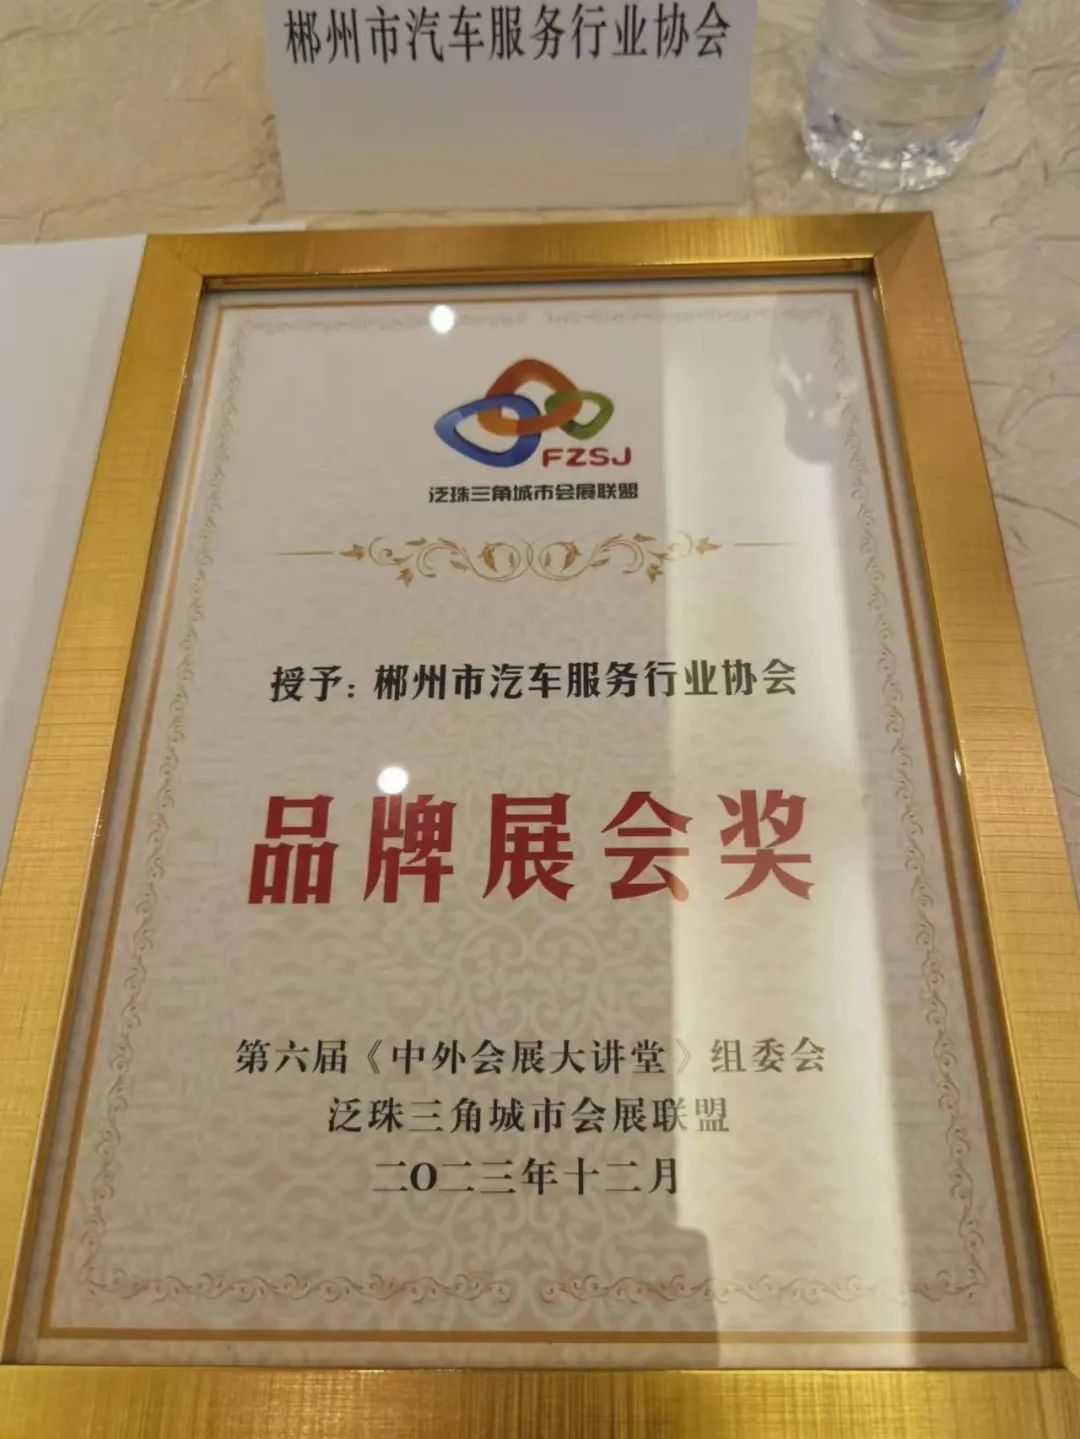 郴州市汽车服务行业协会
FZSJ
泛珠三角城市会展联盟
授予：郴州市汽车服务行业协会
品牌展会奖
第六届《中外会展大讲堂》组委会
泛珠三角城市会展联盟
二O二三年十二月